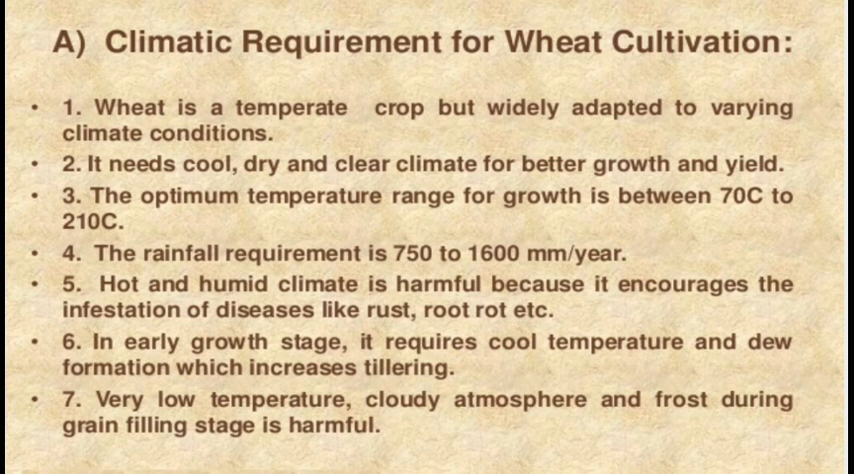 A) Climatic Requirement for Wheat Cultivation:
• 1. Wheat is a temperate crop but widely adapted to varying
climate conditions.
• 2. It needs cool, dry and clear climate for better growth and yield.
• 3. The optimum temperature range for growth is between 70C to
210C.
• 4. The rainfall requirement is 750 to 1600 mm/year.
• 5. Hot and humid climate is harmful because it encourages the
infestation of diseases like rust, root rot etc.
• 6. In early growth stage, it requires cool temperature and dew
formation which increases tillering.
• 7. Very low temperature, cloudy atmosphere and frost during
grain filling stage is harmful.